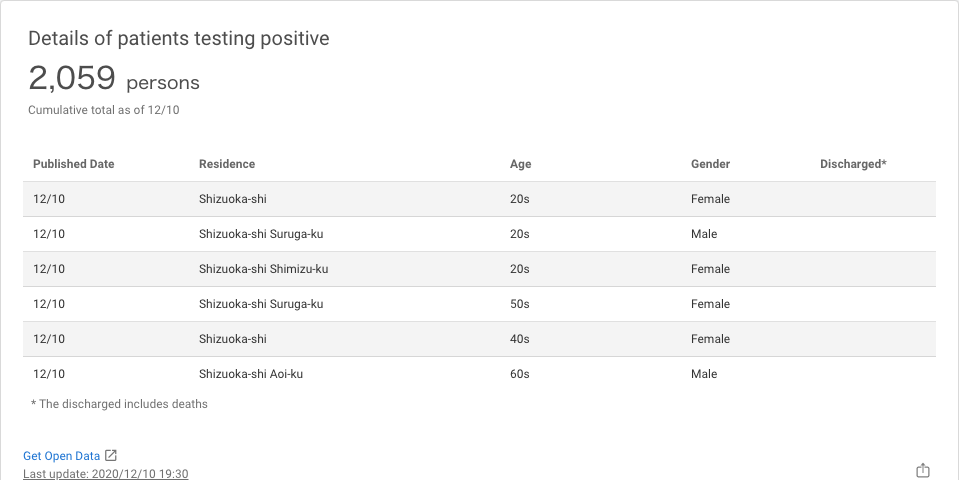 Details of patients testing positive
2,059 persons
Cumulative total as of 12/10
Published Date Residence Age Gender Discharged*
12/10 Shizuoka-shi 20s Female
12/10 Shizuoka-shi Suruga-ku 20s Male
12/10 Shizuoka-shi Shimizu-ku 20s Female
12/10 Shizuoka-shi Suruga-ku 50s Female
12/10 Shizuoka-shi 40s Female
12/10 Shizuoka-shi Aoi-ku 60s Male
* The discharged includes deaths
Get Open Data
Last update: 2020/12/10 19:30